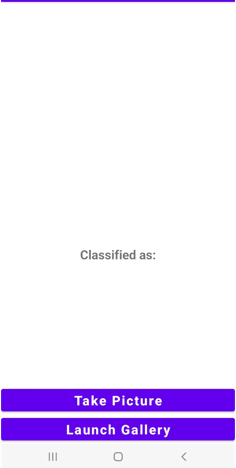 Classified as:
Take Picture
Launch Gallery